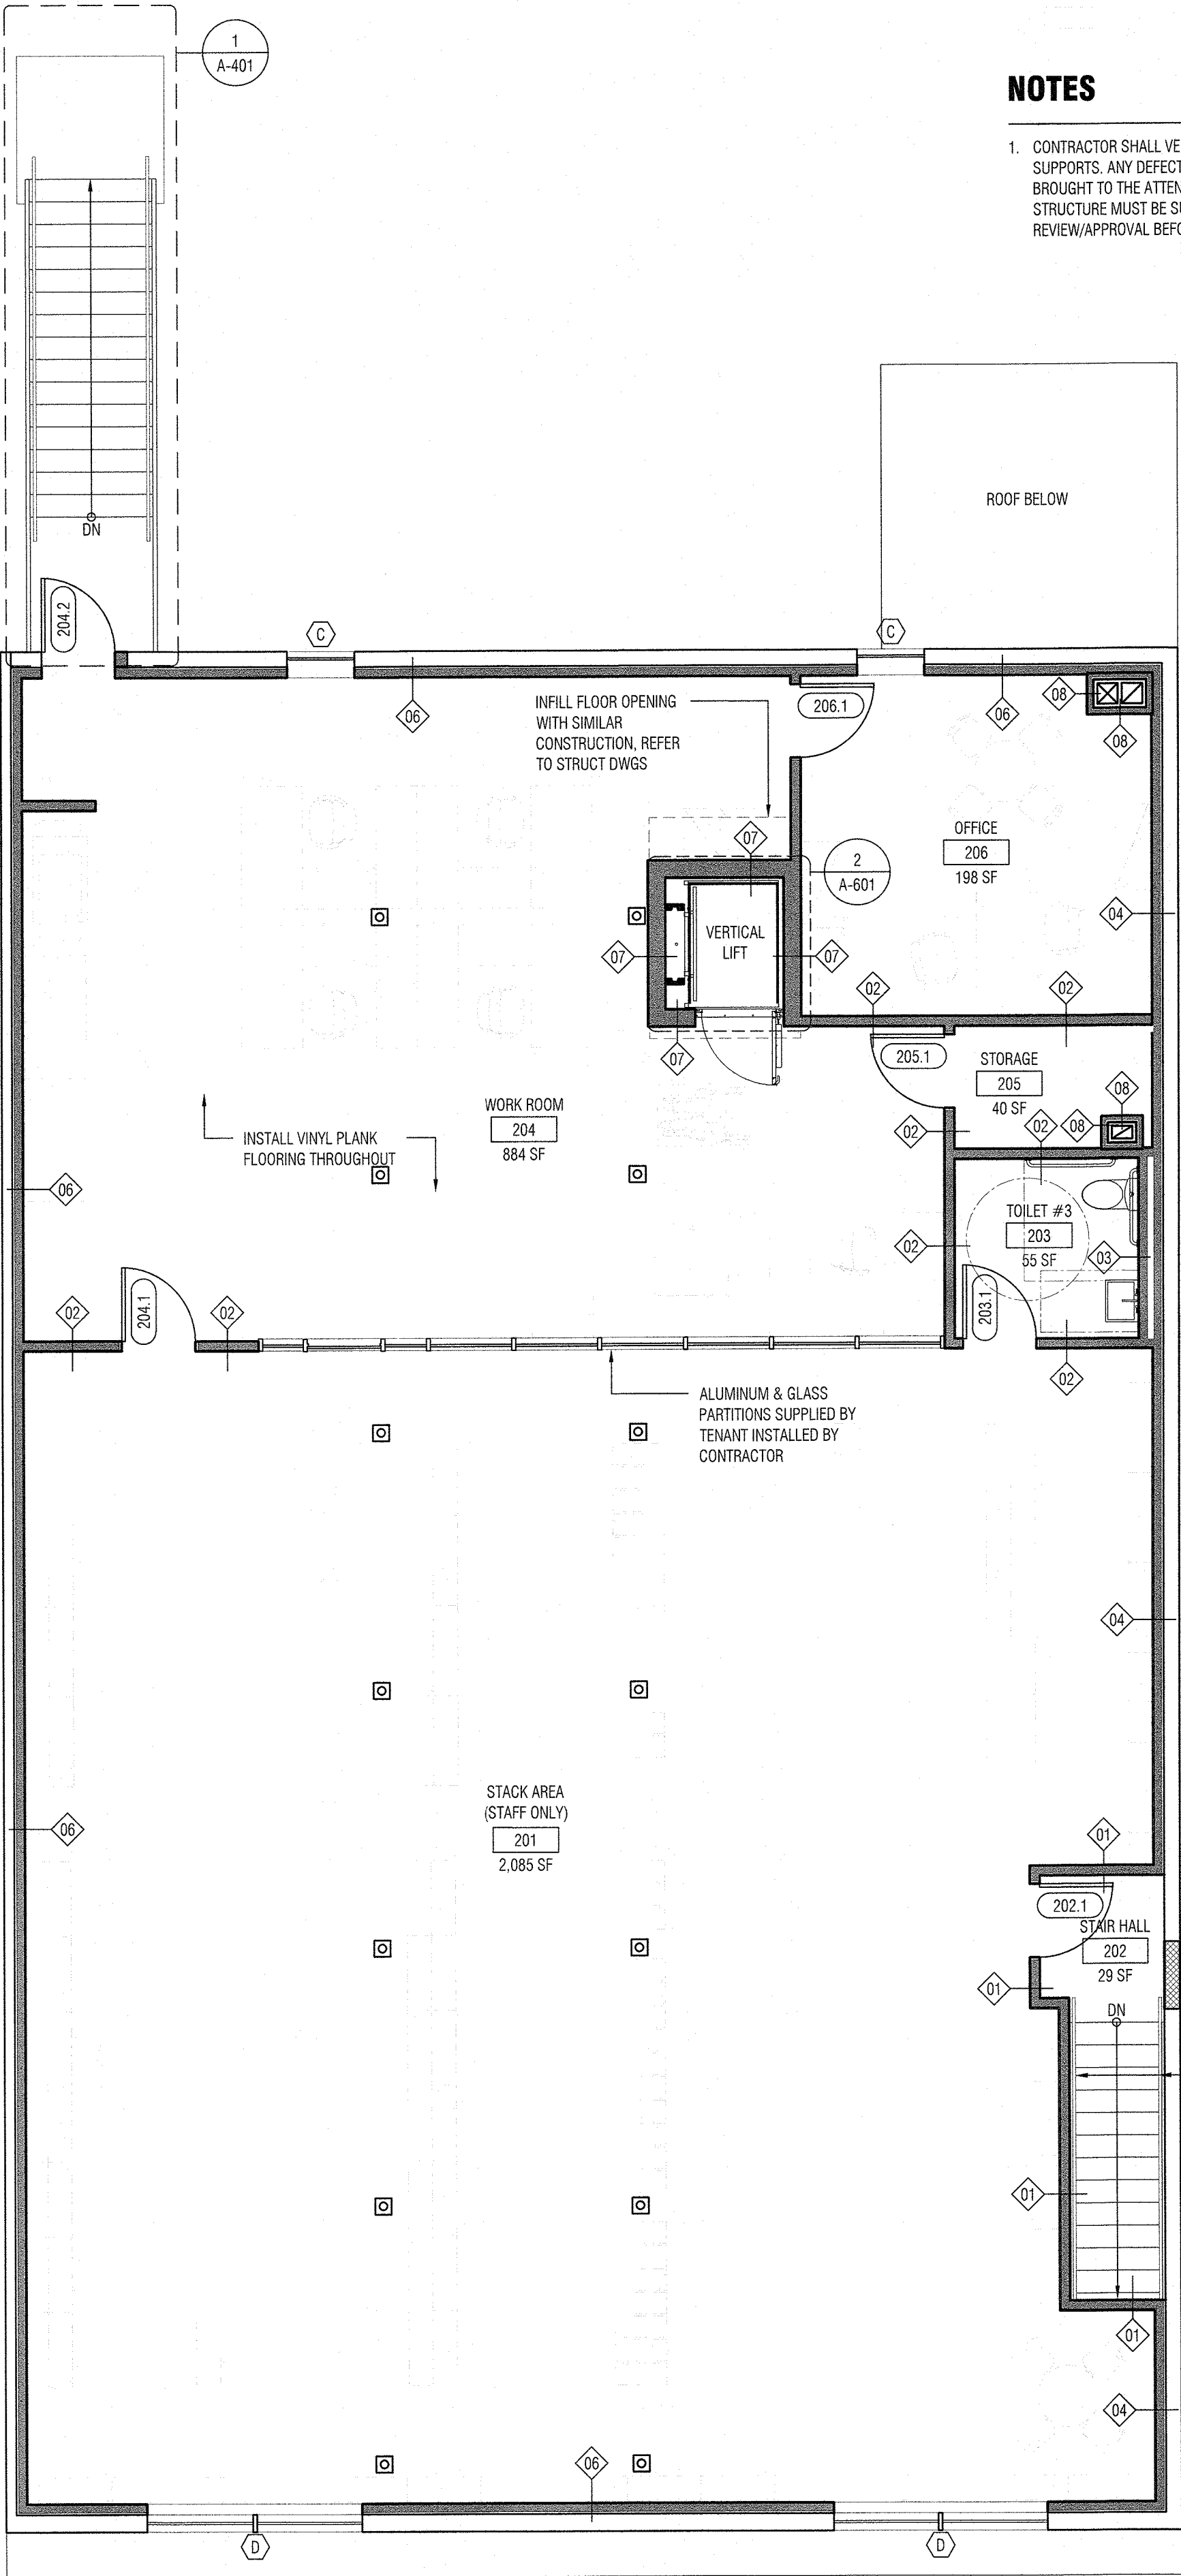 1
A-401
NOTES
1. CONTRACTOR SHALL VE
SUPPORTS. ANY DEFECT
BROUGHT TO THE ATTEN
STRUCTURE MUST BE SU
REVIEW/APPROVAL BEFO
ROOF BELOW
DN
204.2
C
C
INFILL FLOOR OPENING
WITH SIMILAR
CONSTRUCTION, REFER
TO STRUCT DWGS
206.1
06
06
08
08
OFFICE
206
198 SF
07
2
A-601
04
VERTICAL
LIFT
07
07
02
02
07
205.1
STORAGE
205
40 SF
08
WORK ROOM
204
884 SF
02
02
08
INSTALL VINYL PLANK
FLOORING THROUGHOUT
06
TOILET #3
203
55 SF
02
03
204.1
203.1
02
02
02
ALUMINUM & GLASS
PARTITIONS SUPPLIED BY
TENANT INSTALLED BY
CONTRACTOR
04
STACK AREA
(STAFF ONLY)
201
2,085 SF
06
01
202.1
STAIR HALL
202
29 SF
01
DN
01
01
04
06
D
D